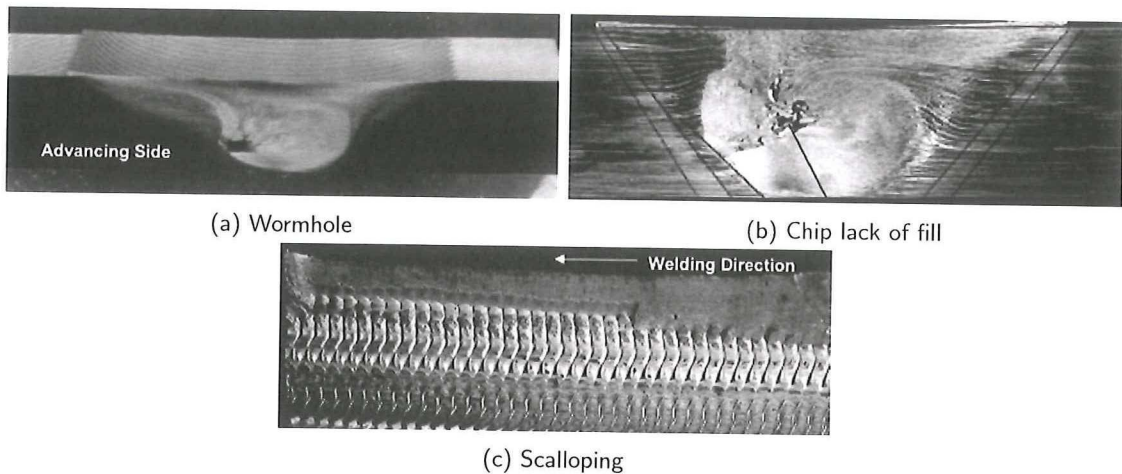 Advancing Side
(a) Wormhole
(b) Chip lack of fill
Welding Direction
(c) Scalloping